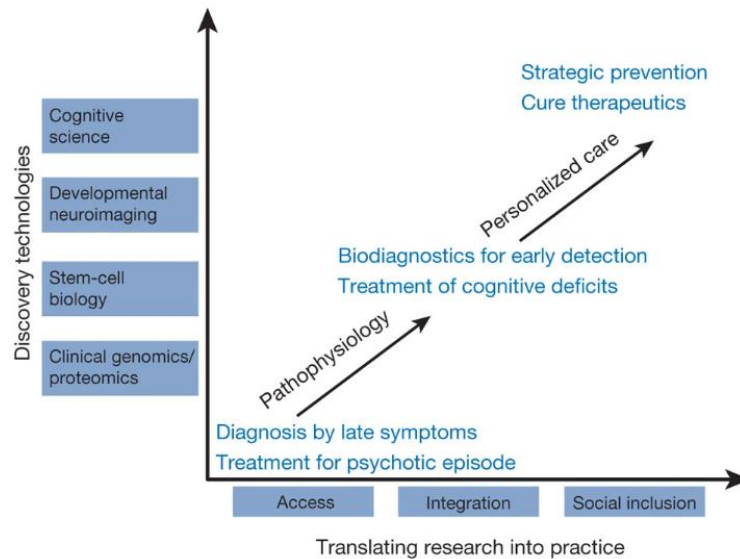 Discovery technologies
Cognitive
science
Developmental
neuroimaging
Stem-cell
biology
Clinical genomics/
proteomics
Strategic prevention
Cure therapeutics
Personalized care
Biodiagnostics for early detection
Treatment of cognitive deficits
Pathophysiology
Diagnosis by late symptoms
Treatment for psychotic episode
Access
Integration
Social inclusion
Translating research into practice